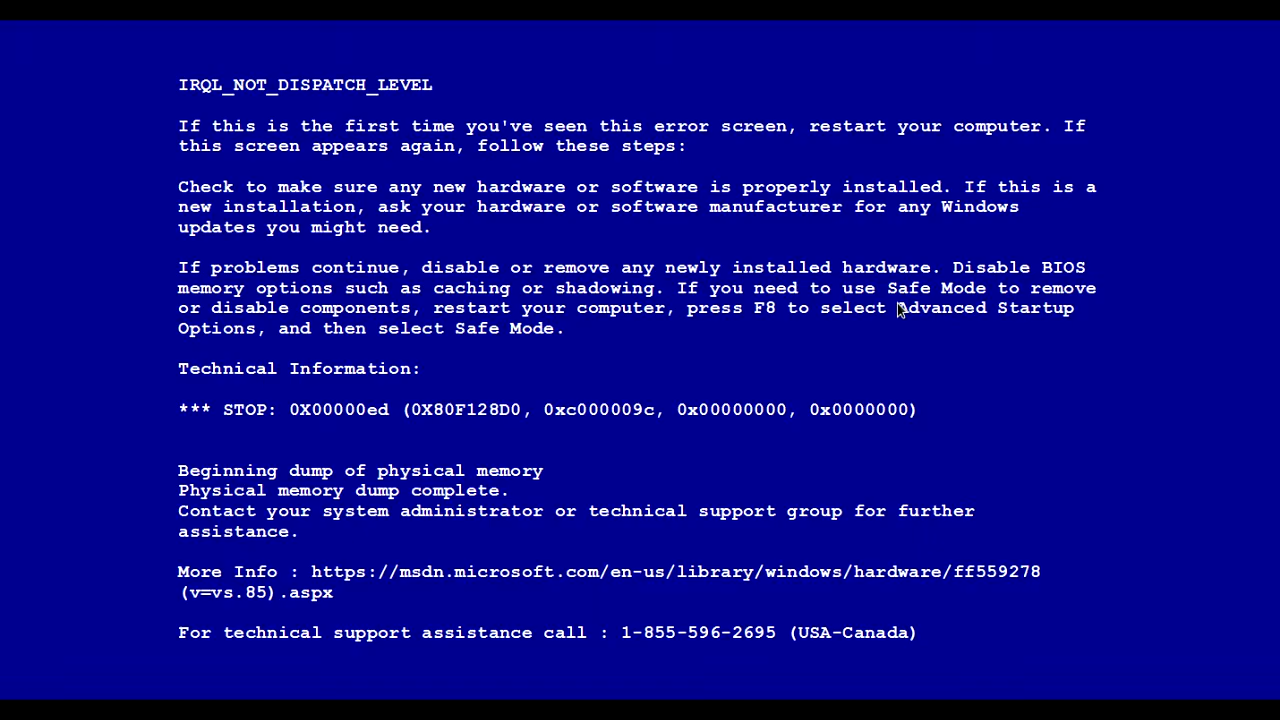 IRQL_NOT_DISPATCH_LEVEL
If this is the first time you've seen this error screen, restart your computer. If
this screen appears again, follow these steps:
Check to make sure any new hardware or software is properly installed. If this is a
new installation, ask your hardware or software manufacturer for any Windows
updates you might need.
If problems continue, disable or remove any newly installed hardware. Disable BIOS
memory options such as caching or shadowing. If you need to use Safe Mode to remove
or disable components, restart your computer, press F8 to select Advanced Startup
Options, and then select Safe Mode.
Technical Information:
*** STOP: 0X00000ed (0X80F128D0, 0xc000009c, 0x00000000, 0x0000000)
Beginning dump of physical memory
Physical memory dump complete.
Contact your system administrator or technical support group for further
assistance.
More Info : https://msdn.microsoft.com/en-us/library/windows/hardware/ff559278
(v=vs.85).aspx
For technical support assistance call : 1-855-596-2695 (USA-Canada)